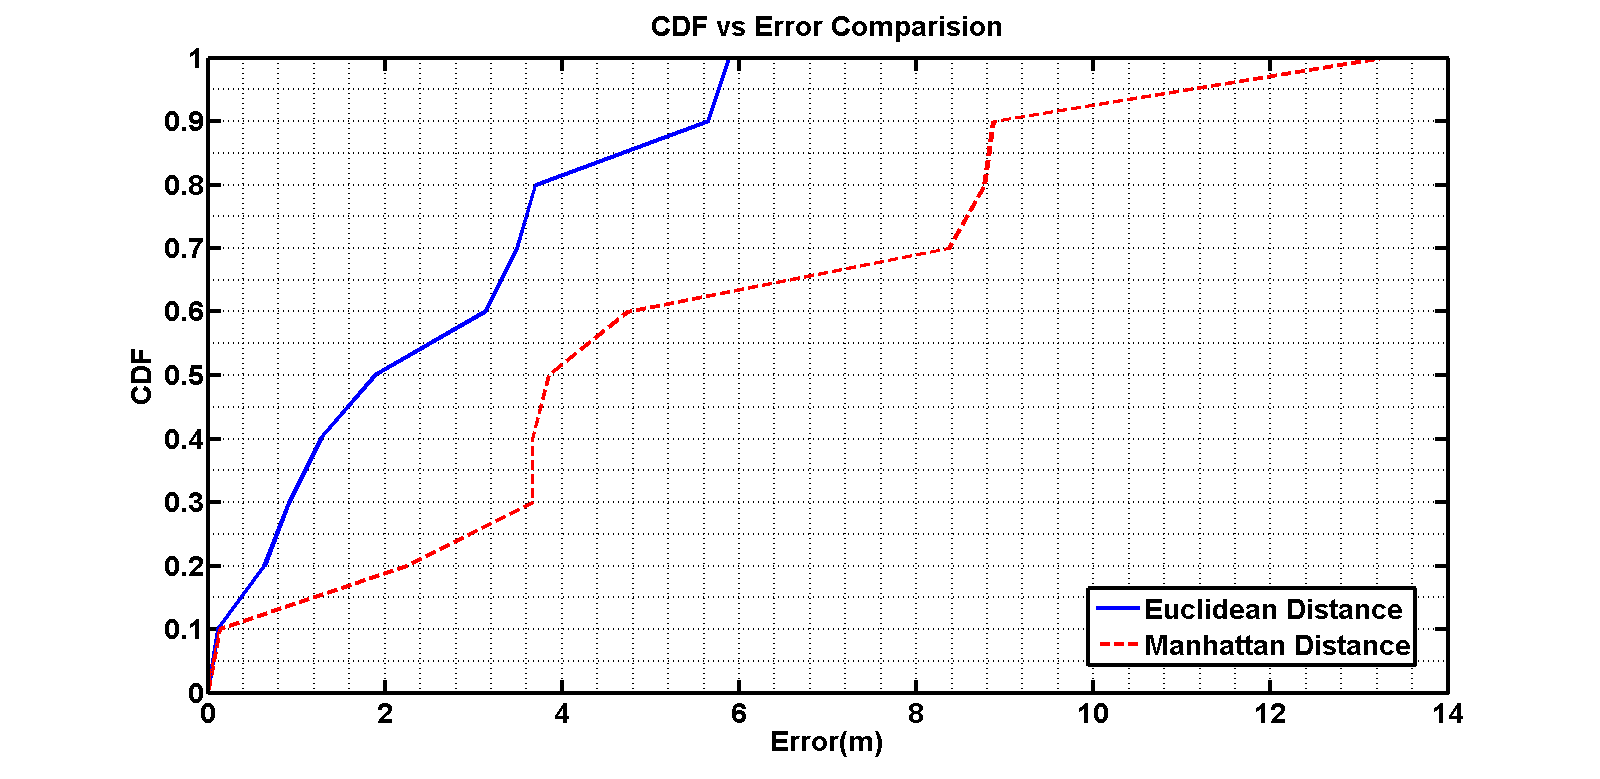 CDF vs Error Comparision
1
0.9
0.8
0.7
0.6
0.5
0.4
0.3
0.2
0.1
0
CDF
0 2 4 6 8 10 12 14
Error(m)
Euclidean Distance
Manhattan Distance